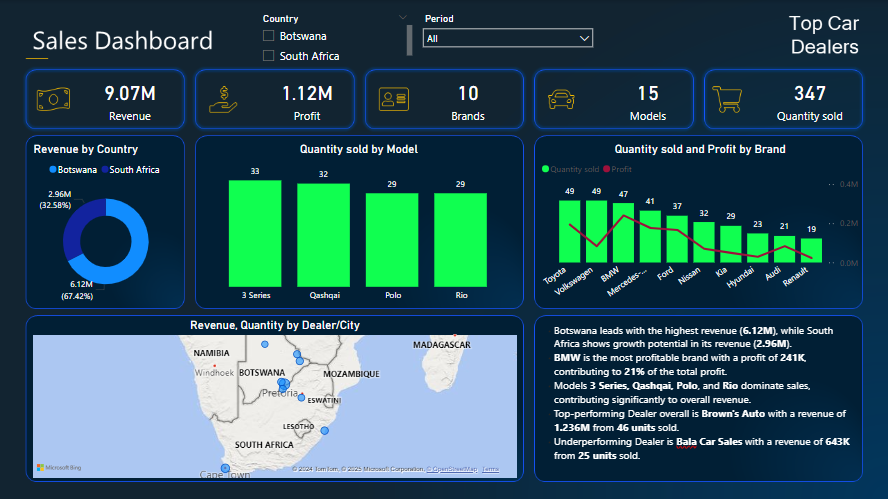 Sales Dashboard
Country
Botswana
South Africa
Period
All
Top Car
Dealers
9.07M
Revenue
1.12M
Profit
10
Brands
15
Models
347
Quantity sold
Revenue by Country
Botswana South Africa
2.96M
(32.58%)
6.12M
(67.42%)
Quantity sold by Model
33
32
29
29
3 Series
Qashqai
Polo
Rio
Quantity sold and Profit by Brand
Quantity sold Profit
49
49
47
41
37
32
29
23
21
19
0.4M
0.2M
0.0M
Toyota
Volkswagen
BMW
Mercedes-...
Ford
Nissan
Kia
Hyundai
Audi
Renault
Revenue, Quantity by Dealer/City
MADAGASCAR
NAMIBIA
Windhoek
BOTSWANA
MOZAMBIQUE
Pretoria
ESWATINI
LESOTHO
SOUTH AFRICA
Cape Town
Microsoft Bing
© 2024 TomTom, © 2025 Microsoft Corporation, © OpenStreetMap Terms
Botswana leads with the highest revenue (6.12M), while South
Africa shows growth potential in its revenue (2.96M).
BMW is the most profitable brand with a profit of 241K,
contributing to 21% of the total profit.
Models 3 Series, Qashqai, Polo, and Rio dominate sales,
contributing significantly to overall revenue.
Top-performing Dealer overall is Brown's Auto with a revenue of
1.236M from 46 units sold.
Underperforming Dealer is Bala Car Sales with a revenue of 643K
from 25 units sold.